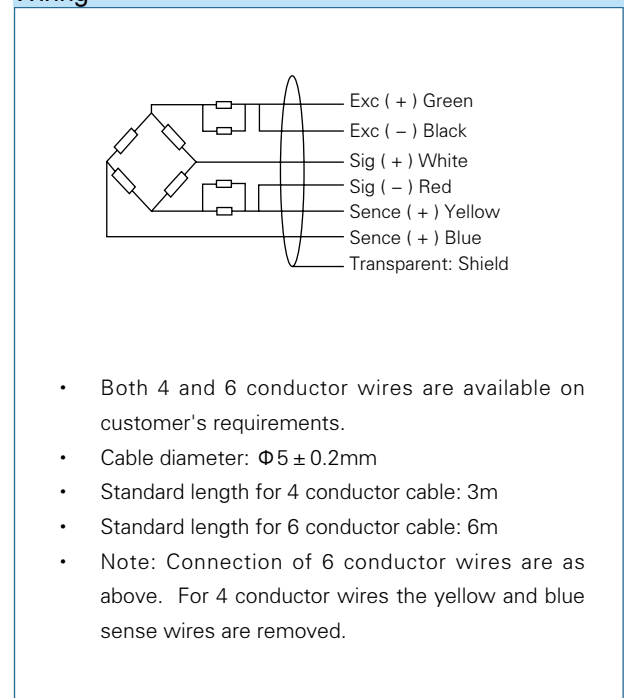 Wiring
Exc ( + ) Green
Exc ( − ) Black
Sig ( + ) White
Sig ( − ) Red
Sence ( + ) Yellow
Sence ( + ) Blue
Transparent: Shield
• Both 4 and 6 conductor wires are available on
customer's requirements.
• Cable diameter: Φ5 ± 0.2mm
• Standard length for 4 conductor cable: 3m
• Standard length for 6 conductor cable: 6m
• Note: Connection of 6 conductor wires are as
above. For 4 conductor wires the yellow and blue
sense wires are removed.